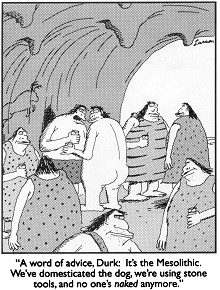 Larson
"A word of advice, Durk: It's the Mesolithic.
We've domesticated the dog, we're using stone
tools, and no one's naked anymore."